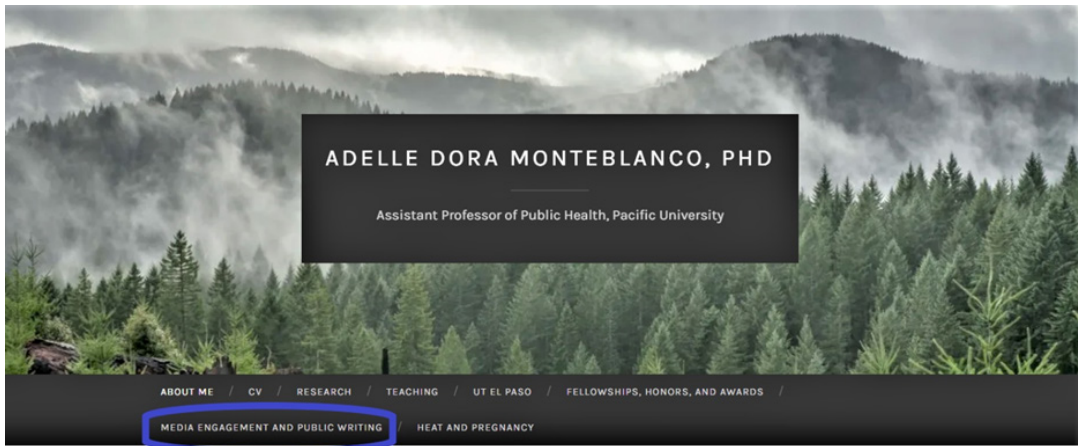 ADELLE DORA MONTEBLANCO, PHD
Assistant Professor of Public Health, Pacific University
ABOUT ME / CV / RESEARCH / TEACHING / UT EL PASO / FELLOWSHIPS, HONORS, AND AWARDS /
MEDIA ENGAGEMENT AND PUBLIC WRITING / HEAT AND PREGNANCY